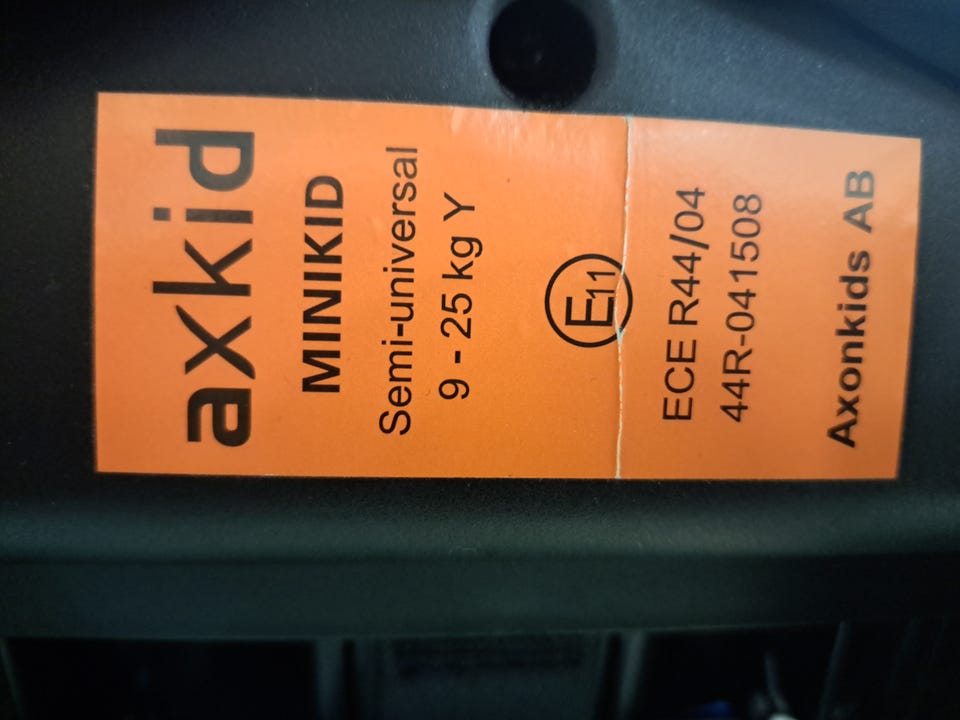 axkid
MINIKID
Semi-universal
9 - 25 kg Y
E11
ECE R44/04
44R-041508
Axonkids AB